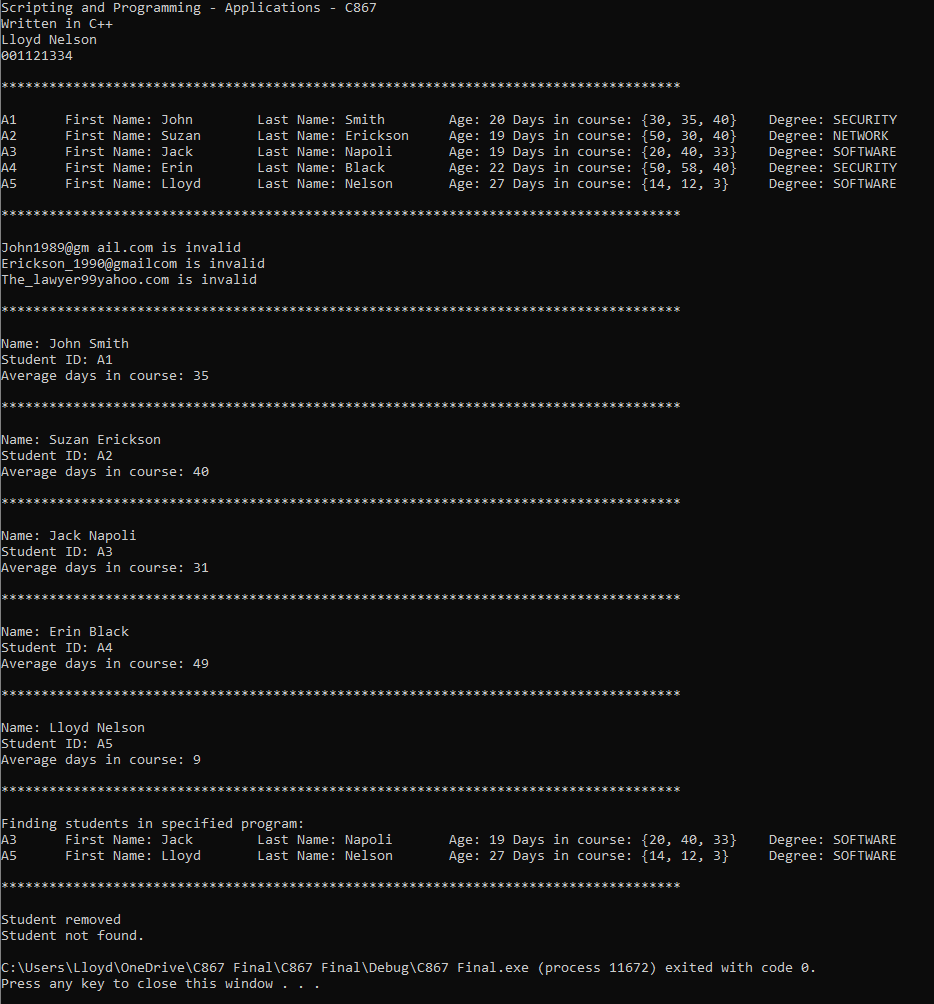 Scripting and Programming - Applications - C867
Written in C++
Lloyd Nelson
001121334
*************************************************************************************
A1 First Name: John Last Name: Smith Age: 20 Days in course: {30, 35, 40} Degree: SECURITY
A2 First Name: Suzan Last Name: Erickson Age: 19 Days in course: {50, 30, 40} Degree: NETWORK
A3 First Name: Jack Last Name: Napoli Age: 19 Days in course: {20, 40, 33} Degree: SOFTWARE
A4 First Name: Erin Last Name: Black Age: 22 Days in course: {50, 58, 40} Degree: SECURITY
A5 First Name: Lloyd Last Name: Nelson Age: 27 Days in course: {14, 12, 3} Degree: SOFTWARE
*************************************************************************************
John1989@gm ail.com is invalid
Erickson_1990@gmailcom is invalid
The_lawyer99yahoo.com is invalid
*************************************************************************************
Name: John Smith
Student ID: A1
Average days in course: 35
*************************************************************************************
Name: Suzan Erickson
Student ID: A2
Average days in course: 40
*************************************************************************************
Name: Jack Napoli
Student ID: A3
Average days in course: 31
*************************************************************************************
Name: Erin Black
Student ID: A4
Average days in course: 49
*************************************************************************************
Name: Lloyd Nelson
Student ID: A5
Average days in course: 9
*************************************************************************************
Finding students in specified program:
A3 First Name: Jack Last Name: Napoli Age: 19 Days in course: {20, 40, 33} Degree: SOFTWARE
A5 First Name: Lloyd Last Name: Nelson Age: 27 Days in course: {14, 12, 3} Degree: SOFTWARE
*************************************************************************************
Student removed
Student not found.
C:\Users\Lloyd\OneDrive\C867 Final\C867 Final\Debug\C867 Final.exe (process 11672) exited with code 0.
Press any key to close this window . . .